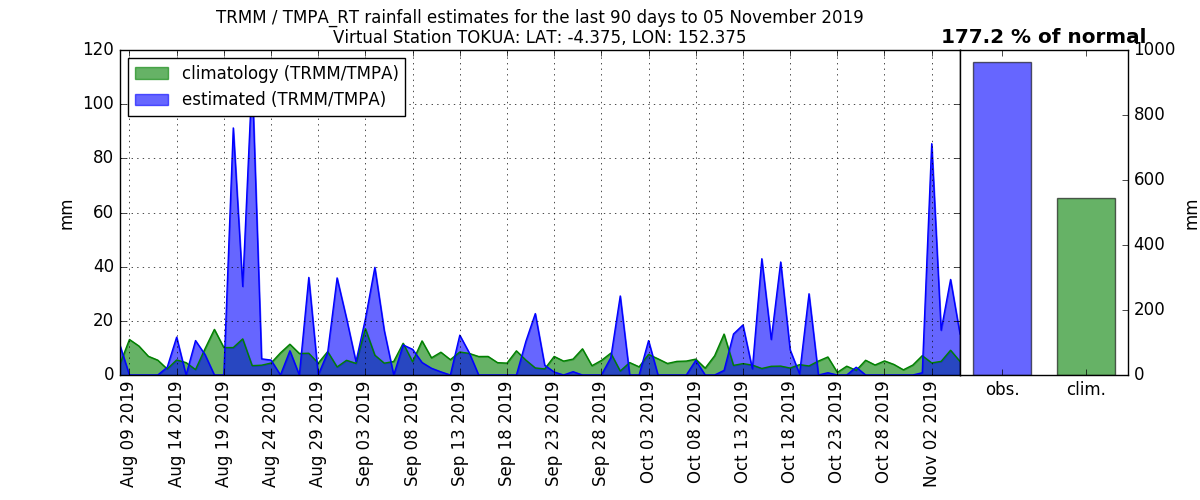 TRMM / TMPA_RT rainfall estimates for the last 90 days to 05 November 2019
Virtual Station TOKUA: LAT: -4.375, LON: 152.375
177.2 % of normal
climatology (TRMM/TMPA)
estimated (TRMM/TMPA)
mm
120
100
80
60
40
20
0
Aug 09 2019
Aug 14 2019
Aug 19 2019
Aug 24 2019
Aug 29 2019
Sep 03 2019
Sep 08 2019
Sep 13 2019
Sep 18 2019
Sep 23 2019
Sep 28 2019
Oct 03 2019
Oct 08 2019
Oct 13 2019
Oct 18 2019
Oct 23 2019
Oct 28 2019
Nov 02 2019
obs.
clim.
1000
800
600
400
200
0
mm